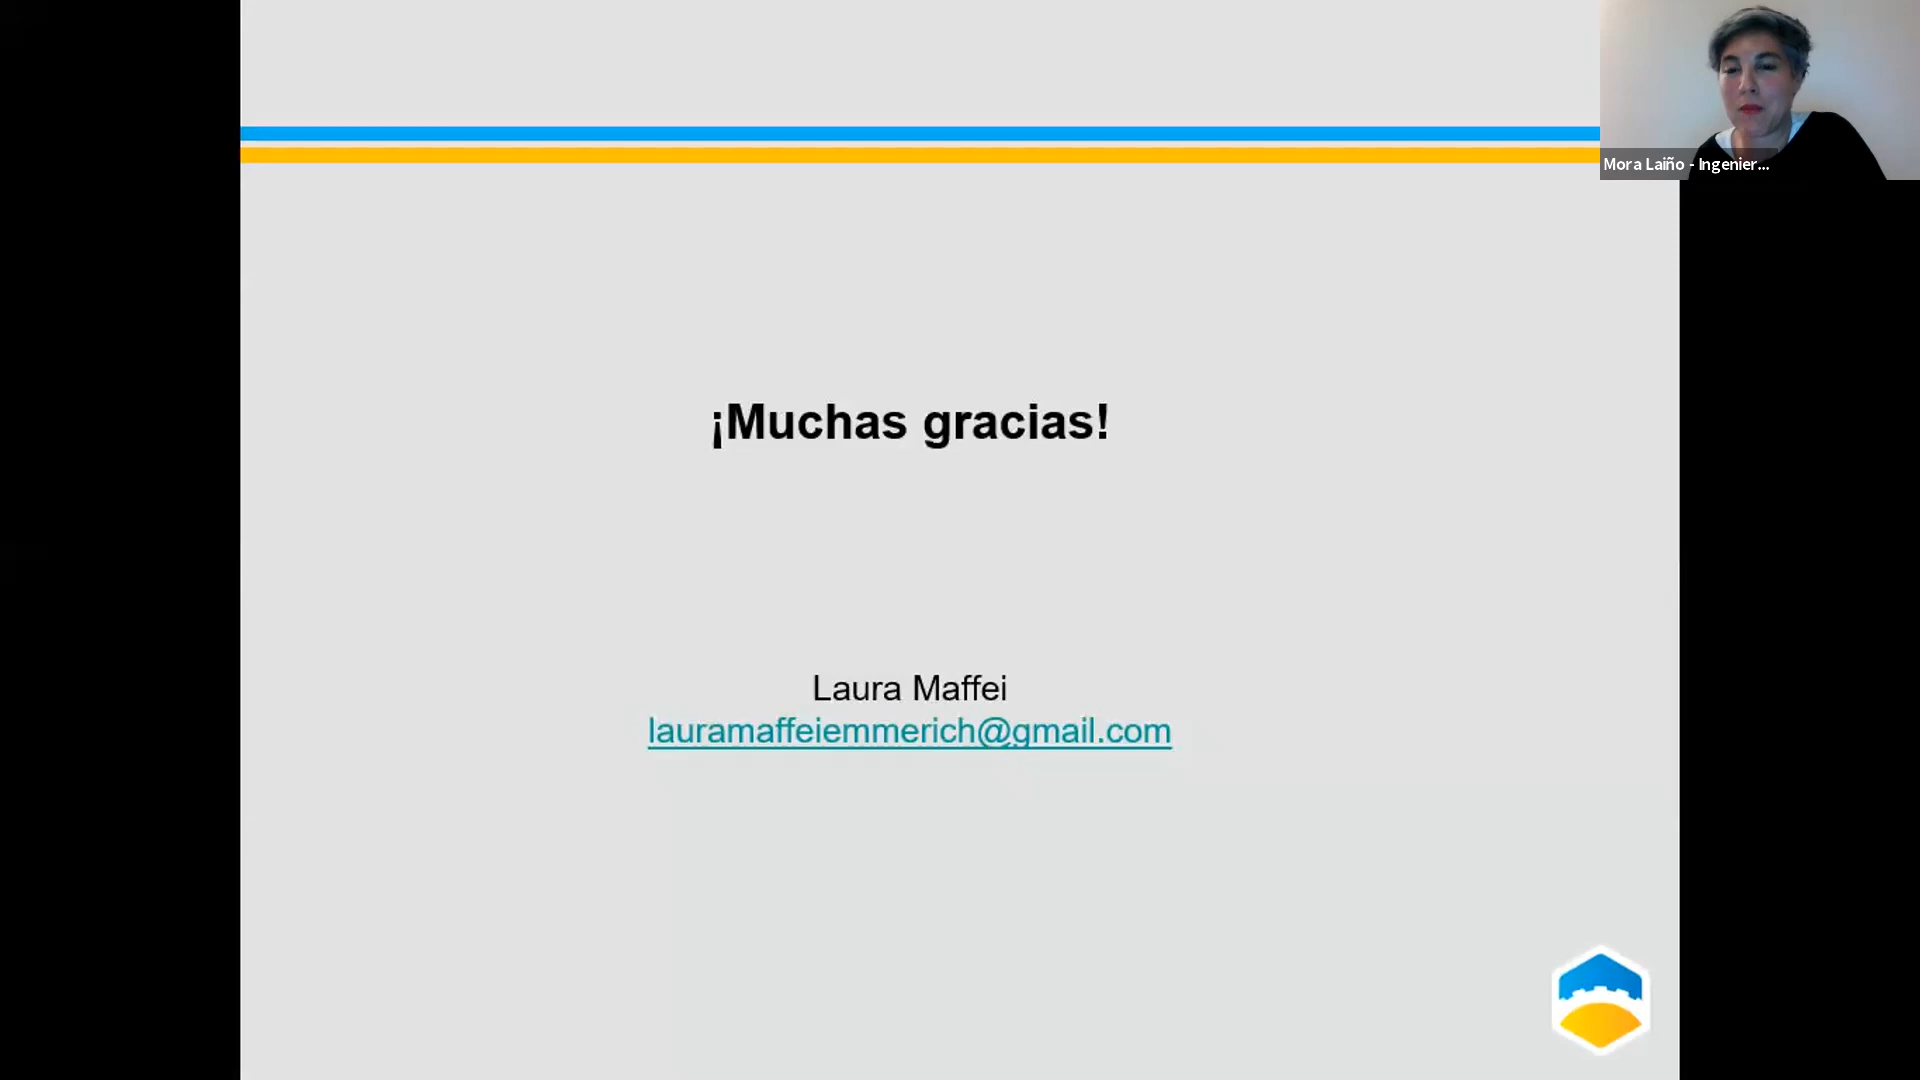 Mora Laiño - Ingenier...
¡Muchas gracias!
Laura Maffei
lauramaffeiemmerich@gmail.com